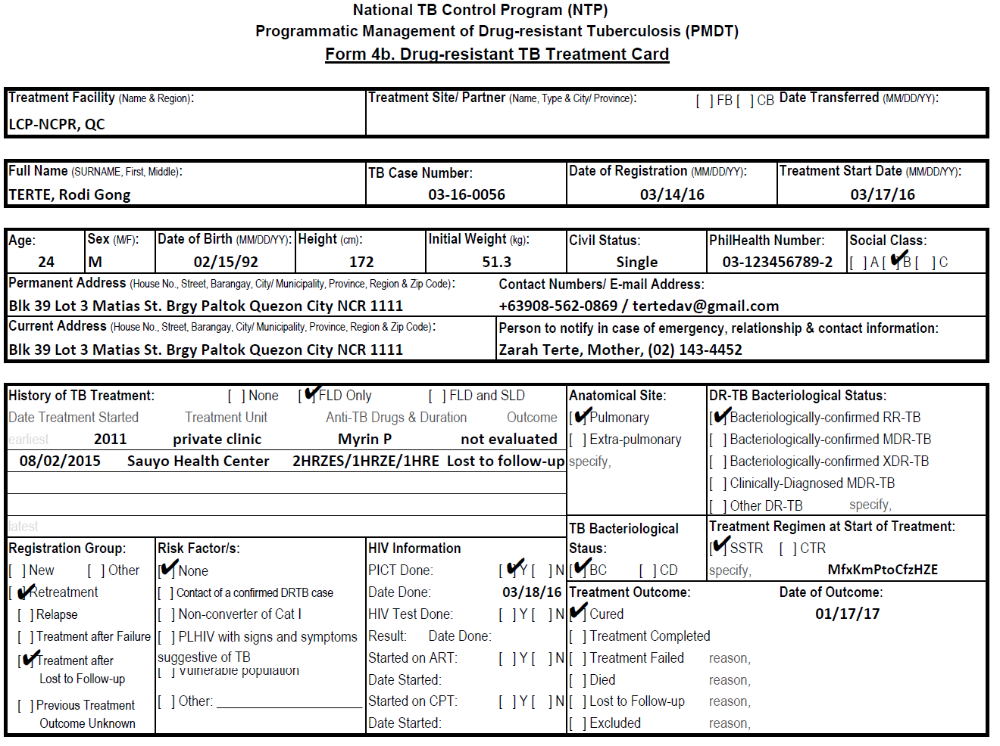 National TB Control Program (NTP)
Programmatic Management of Drug-resistant Tuberculosis (PMDT)
Form 4b. Drug-resistant TB Treatment Card
Treatment Facility (Name & Region):
LCP-NCPR, QC
Treatment Site/ Partner (Name, Type & City/ Province): [ ] FB [ ] CB Date Transferred (MM/DD/YY):
Full Name (SURNAME, First, Middle):
TERTE, Rodi Gong
TB Case Number:
03-16-0056
Date of Registration (MM/DD/YY):
03/14/16
Treatment Start Date (MM/DD/YY):
03/17/16
Age:
24
Sex (M/F):
M
Date of Birth (MM/DD/YY):
02/15/92
Height (cm):
172
Initial Weight (kg):
51.3
Civil Status:
Single
PhilHealth Number:
03-123456789-2
Social Class:
[ ] A [✔] B [ ] C
Permanent Address (House No., Street, Barangay, City/ Municipality, Province, Region & Zip Code):
Blk 39 Lot 3 Matias St. Brgy Paltok Quezon City NCR 1111
Contact Numbers/ E-mail Address:
+63908-562-0869 / tertedav@gmail.com
Current Address (House No., Street, Barangay, City/ Municipality, Province, Region & Zip Code):
Blk 39 Lot 3 Matias St. Brgy Paltok Quezon City NCR 1111
Person to notify in case of emergency, relationship & contact information:
Zarah Terte, Mother, (02) 143-4452
History of TB Treatment: [ ] None [✔] FLD Only [ ] FLD and SLD
Date Treatment Started Treatment Unit Anti-TB Drugs & Duration Outcome
earliest 2011 private clinic Myrin P not evaluated
08/02/2015 Sauyo Health Center 2HRZES/1HRZE/1HRE Lost to follow-up
latest
Anatomical Site:
[✔] Pulmonary
[ ] Extra-pulmonary
specify,
DR-TB Bacteriological Status:
[✔] Bacteriologically-confirmed RR-TB
[ ] Bacteriologically-confirmed MDR-TB
[ ] Bacteriologically-confirmed XDR-TB
[ ] Clinically-Diagnosed MDR-TB
[ ] Other DR-TB specify,
Registration Group:
[ ] New [ ] Other
[✔] Retreatment
[ ] Relapse
[ ] Treatment after Failure
[✔] Treatment after
Lost to Follow-up
[ ] Previous Treatment
Outcome Unknown
Risk Factor/s:
[✔] None
[ ] Contact of a confirmed DRTB case
[ ] Non-converter of Cat I
[ ] PLHIV with signs and symptoms
suggestive of TB
[ ] Vulnerable population
[ ] Other:
HIV Information
PICT Done: [✔] Y [ ] N
Date Done: 03/18/16
HIV Test Done: [ ] Y [ ] N
Result: Date Done:
Started on ART: [ ] Y [ ] N
Date Started:
Started on CPT: [ ] Y [ ] N
Date Started:
TB Bacteriological
Staus:
[✔] BC [ ] CD
Treatment Regimen at Start of Treatment:
[✔] SSTR [ ] CTR
specify, MfxKmPtoCfzHZE
Treatment Outcome: Date of Outcome:
[✔] Cured 01/17/17
[ ] Treatment Completed
[ ] Treatment Failed reason,
[ ] Died reason,
[ ] Lost to Follow-up reason,
[ ] Excluded reason,